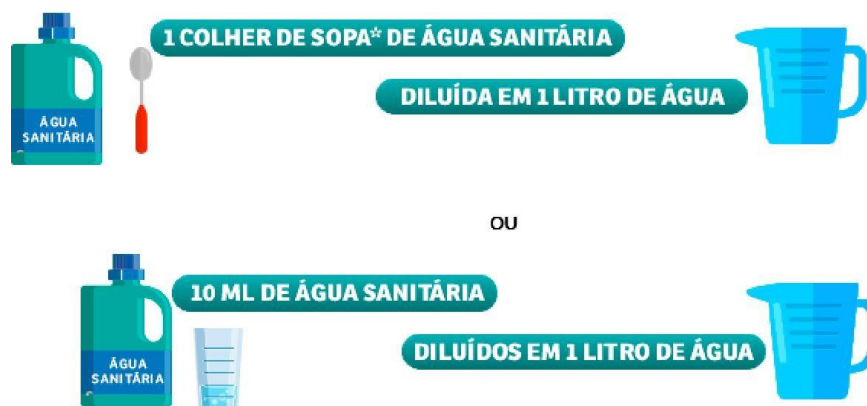 1 COLHER DE SOPA* DE ÁGUA SANITÁRIA
DILUÍDA EM 1 LITRO DE ÁGUA
ÁGUA
SANITÁRIA
OU
10 ML DE ÁGUA SANITÁRIA
DILUÍDOS EM 1 LITRO DE ÁGUA
ÁGUA
SANITÁRIA